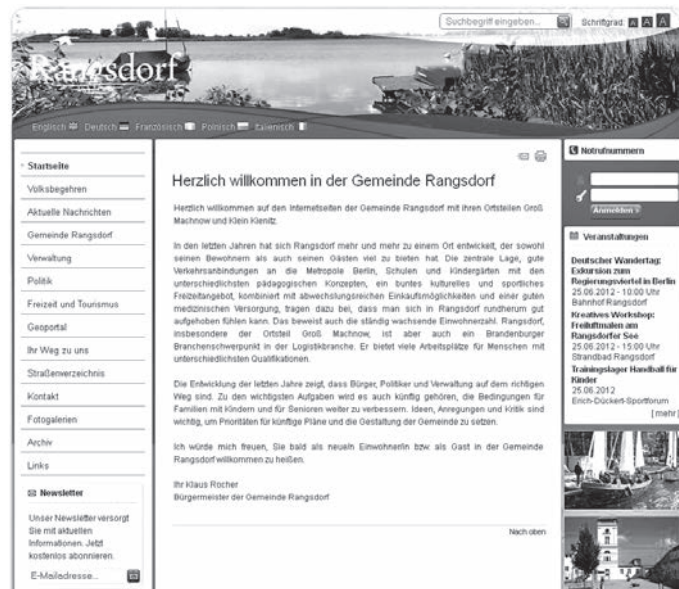 Suchbegriff eingeben...
Schriftgrad: A A A
Rangsdorf
Englisch Deutsch Französisch Polnisch Italienisch
Startseite
Volksbegehren
Aktuelle Nachrichten
Gemeinde Rangsdorf
Verwaltung
Politik
Freizeit und Tourismus
Geoportal
Ihr Weg zu uns
Straßenverzeichnis
Kontakt
Fotogalerien
Archiv
Links
Newsletter
Unser Newsletter versorgt
Sie mit aktuellen
Informationen. Jetzt
kostenlos abonnieren.
E-Mailadresse...
Herzlich willkommen in der Gemeinde Rangsdorf
Herzlich willkommen auf den Internetseiten der Gemeinde Rangsdorf mit ihren Ortsteilen Groß
Machnow und Klein Kienitz.
In den letzten Jahren hat sich Rangsdorf mehr und mehr zu einem Ort entwickelt, der sowohl
seinen Bewohnern als auch seinen Gästen viel zu bieten hat. Die zentrale Lage, gute
Verkehrsanbindungen an die Metropole Berlin, Schulen und Kindergärten mit den
unterschiedlichsten pädagogischen Konzepten, ein buntes kulturelles und sportliches
Freizeitangebot, kombiniert mit abwechslungsreichen Einkaufsmöglichkeiten und einer guten
medizinischen Versorgung, tragen dazu bei, dass man sich in Rangsdorf rundherum gut
aufgehoben fühlen kann. Das beweist auch die ständig wachsende Einwohnerzahl. Rangsdorf,
insbesondere der Ortsteil Groß Machnow, ist aber auch ein Brandenburger
Branchenschwerpunkt in der Logistikbranche. Er bietet viele Arbeitsplätze für Menschen mit
unterschiedlichsten Qualifikationen.
Die Entwicklung der letzten Jahre zeigt, dass Bürger, Politiker und Verwaltung auf dem richtigen
Weg sind. Zu den wichtigsten Aufgaben wird es auch künftig gehören, die Bedingungen für
Familien mit Kindern und für Senioren weiter zu verbessern. Ideen, Anregungen und Kritik sind
wichtig, um Prioritäten für künftige Pläne und die Gestaltung der Gemeinde zu setzen.
Ich würde mich freuen, Sie bald als neue/n Einwohner/in bzw. als Gast in der Gemeinde
Rangsdorf willkommen zu heißen.
Ihr Klaus Rocher
Bürgermeister der Gemeinde Rangsdorf
Nach oben
Notrufnummern
Anmelden »
Veranstaltungen
Deutscher Wandertag:
Exkursion zum
Regierungsviertel in Berlin
25.06.2012 - 10:00 Uhr
Bahnhof Rangsdorf
Kreatives Workshop:
Freiluftmalen am
Rangsdorfer See
25.06.2012 - 15:00 Uhr
Strandbad Rangsdorf
Trainingslager Handball für
Kinder
25.06.2012
Erich-Dückert-Sportforum
[ mehr ]